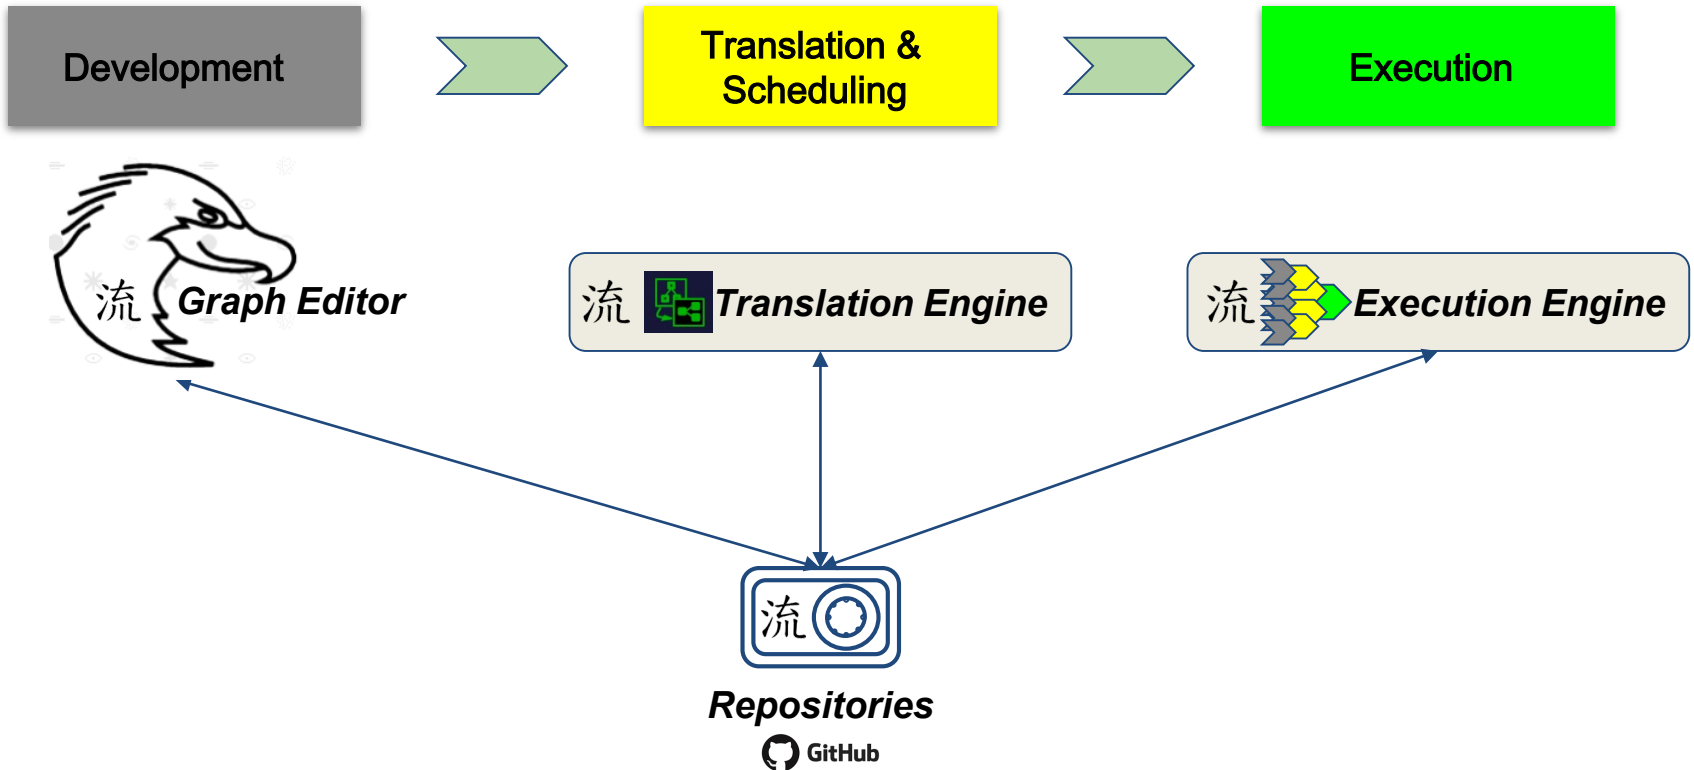 Development
Translation &
Scheduling
Execution
流 Graph Editor
流 Translation Engine
流 Execution Engine
流
Repositories
GitHub